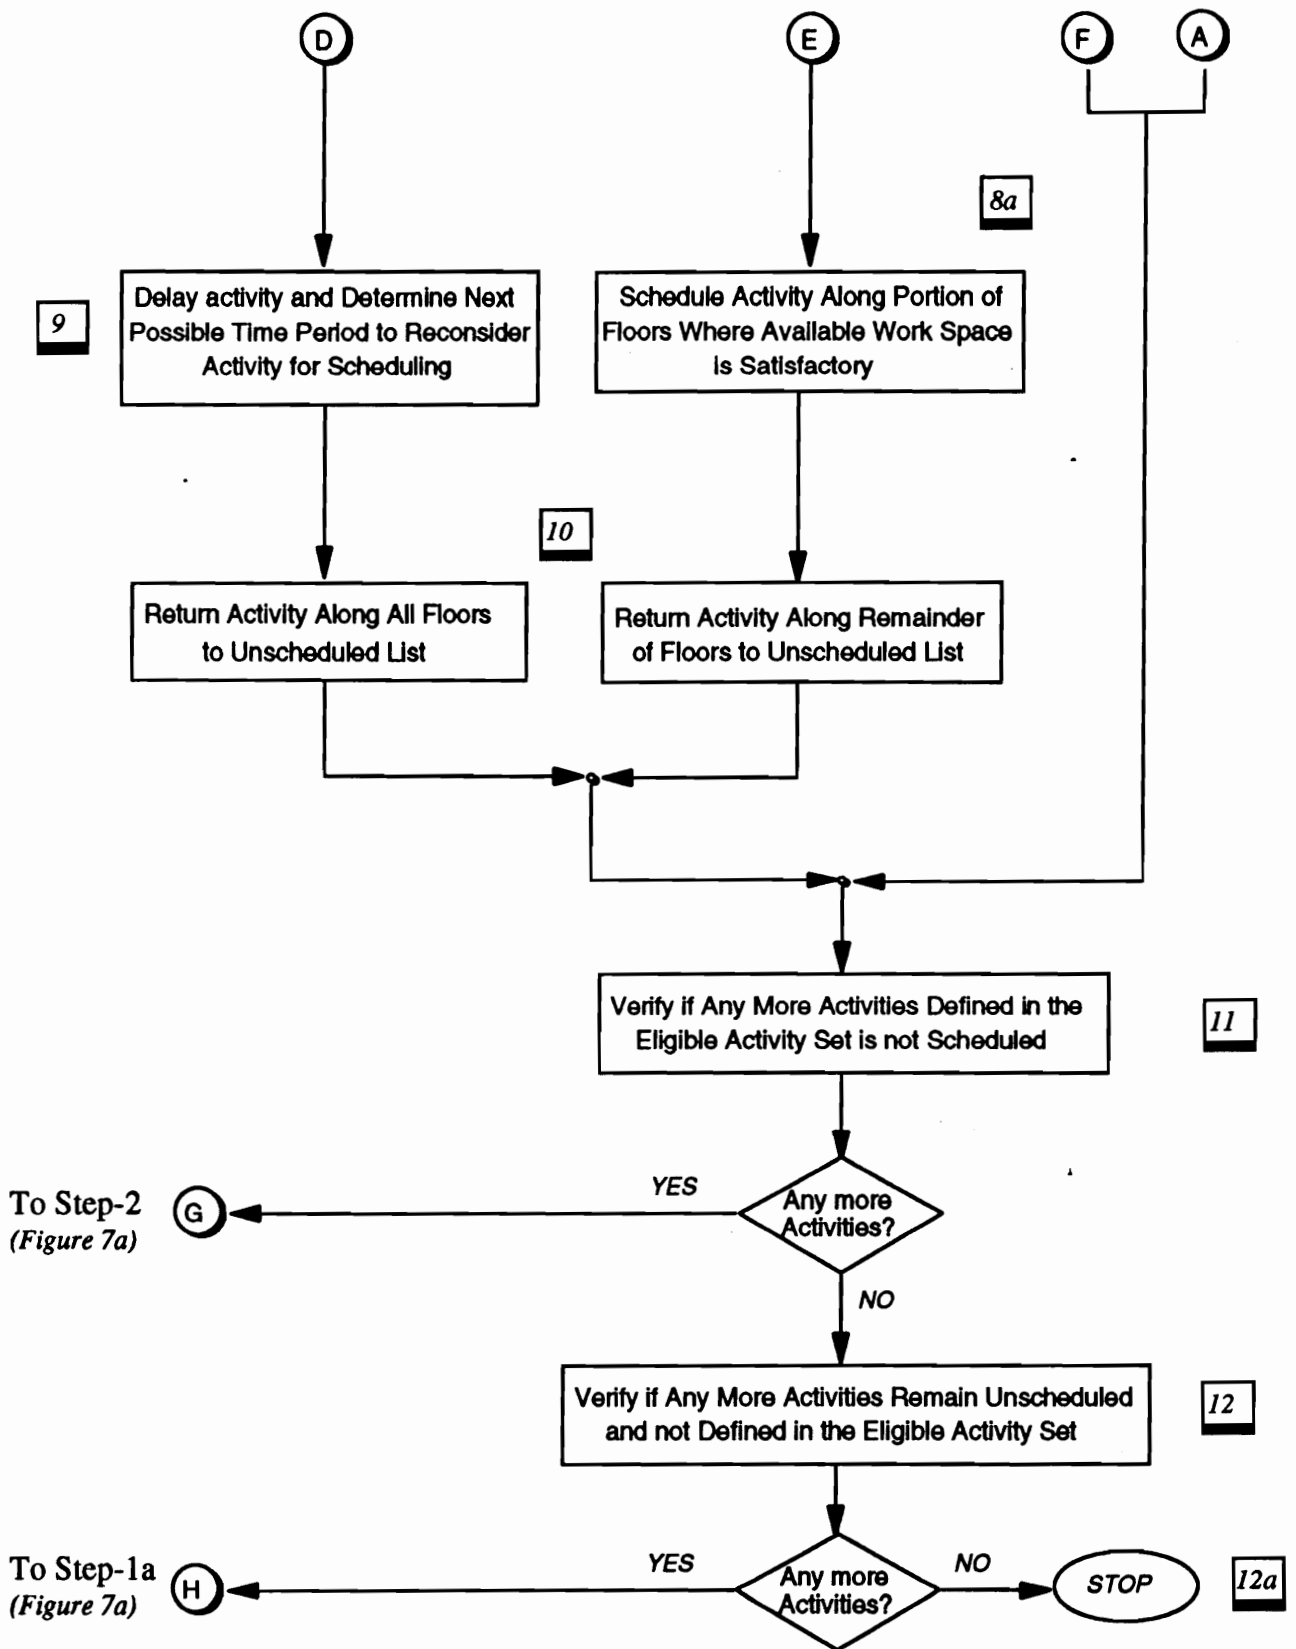 D
E
F
A
8a
9
Delay activity and Determine Next
Possible Time Period to Reconsider
Activity for Scheduling
Schedule Activity Along Portion of
Floors Where Available Work Space
is Satisfactory
10
Return Activity Along All Floors
to Unscheduled List
Return Activity Along Remainder
of Floors to Unscheduled List
Verify if Any More Activities Defined in the
Eligible Activity Set is not Scheduled
11
To Step-2
(Figure 7a)
G
YES
Any more
Activities?
NO
Verify if Any More Activities Remain Unscheduled
and not Defined in the Eligible Activity Set
12
To Step-1a
(Figure 7a)
H
YES
Any more
Activities?
NO
STOP
12a